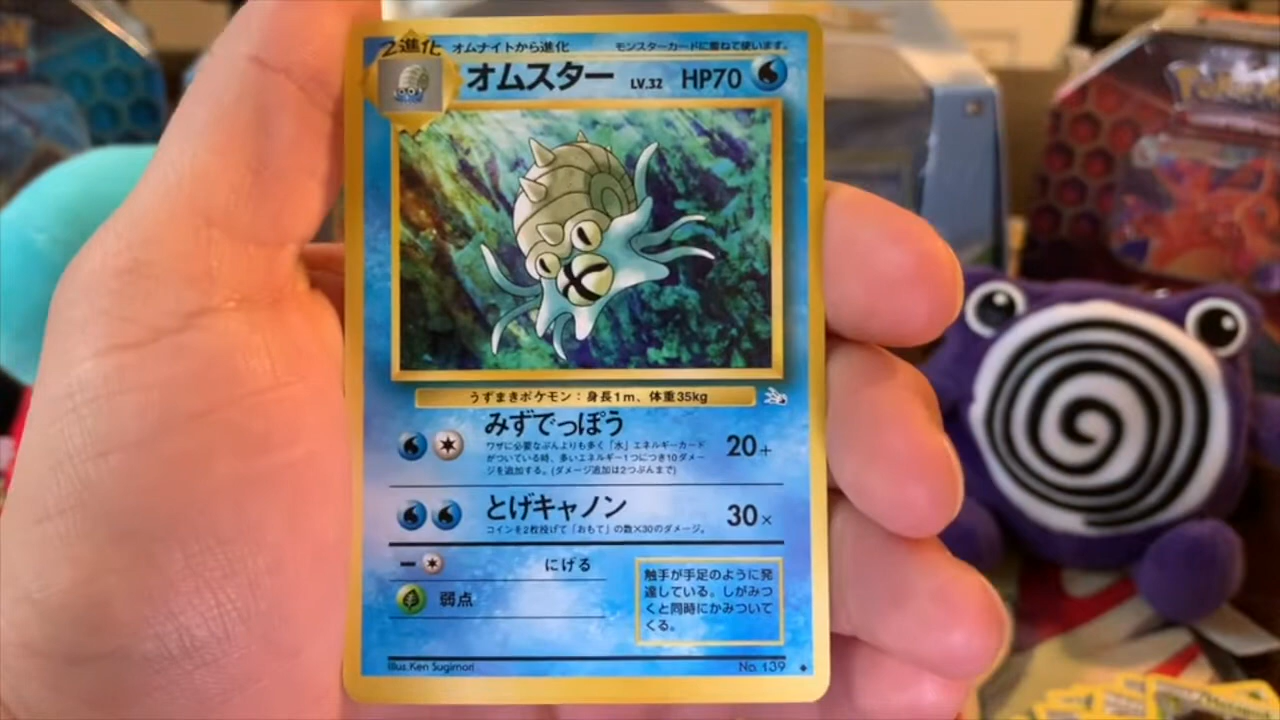 2進化 オムナイトから進化 モンスターカードに重ねて使います。
オムスター LV.32 HP70
うずまきポケモン：身長1m、体重35kg
みずでっぽう 20+
ワザに必要なぶんよりも多く「水」エネルギーカード
がついている時、多いエネルギー1つにつき10ダメー
ジを追加する。(ダメージ追加は2つぶんまで)
とげキャノン 30×
コインを2枚投げて「おもて」の数×30のダメージ。
にげる
弱点
触手が手足のように発
達している。しがみつ
くと同時にかみついて
くる。
Illus. Ken Sugimori No. 139